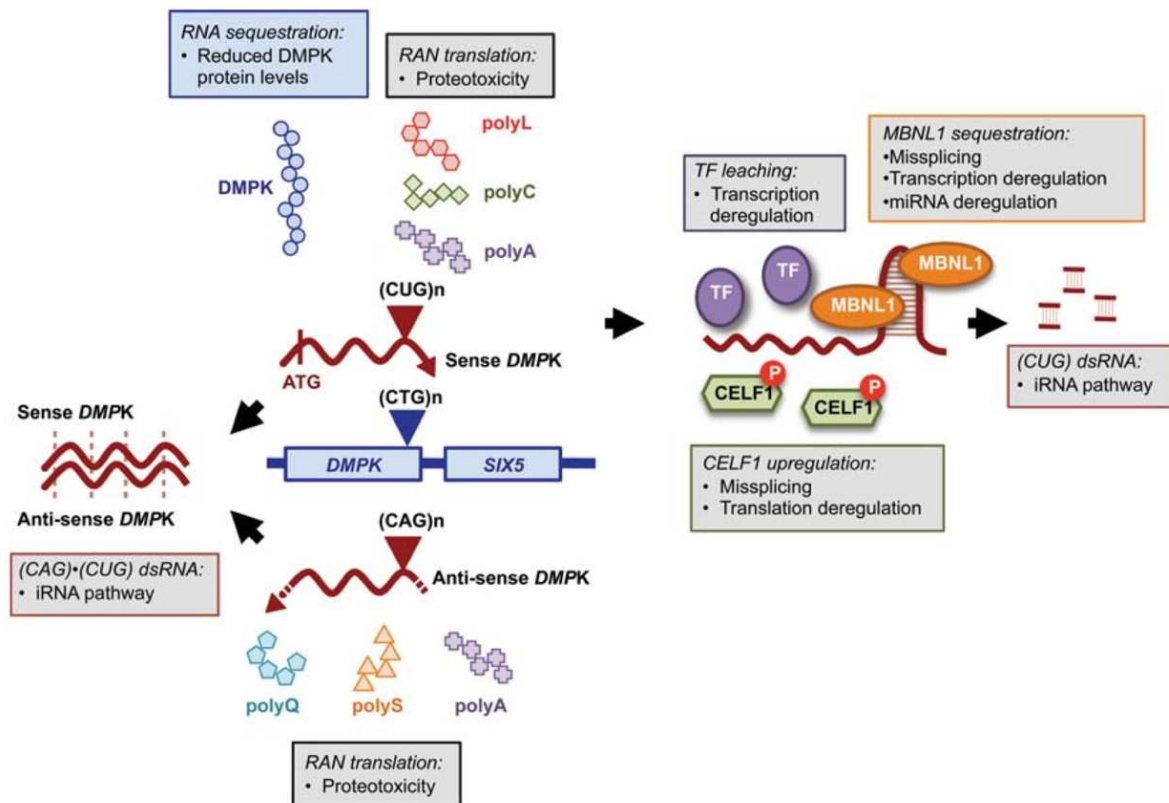 RNA sequestration:
• Reduced DMPK
protein levels
RAN translation:
• Proteotoxicity
polyL
DMPK
polyC
polyA
(CUG)n
ATG
Sense DMPK
(CTG)n
DMPK
SIX5
Sense DMPK
Anti-sense DMPK
(CAG)•(CUG) dsRNA:
• iRNA pathway
(CAG)n
Anti-sense DMPK
polyQ
polyS
polyA
RAN translation:
• Proteotoxicity
TF leaching:
• Transcription
deregulation
MBNL1 sequestration:
•Missplicing
•Transcription deregulation
•miRNA deregulation
TF
TF
MBNL1
MBNL1
P
CELF1
P
CELF1
(CUG) dsRNA:
• iRNA pathway
CELF1 upregulation:
• Missplicing
• Translation deregulation